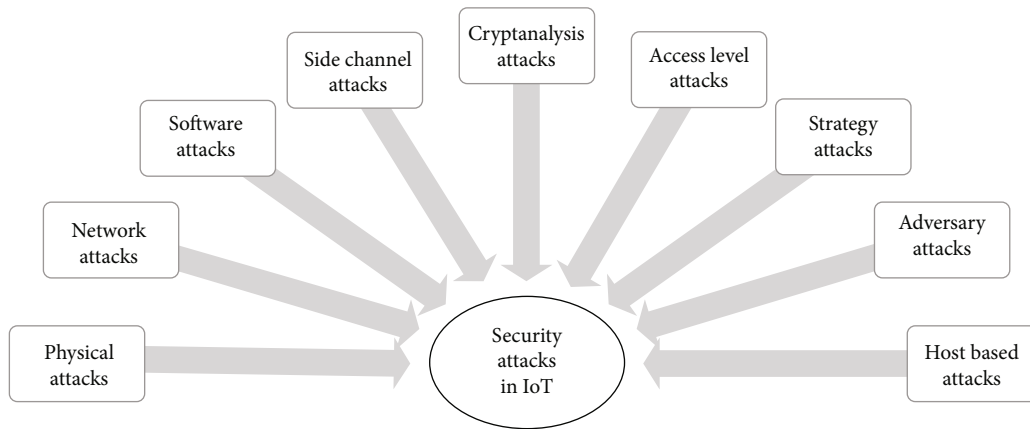 Cryptanalysis
attacks
Side channel
attacks
Access level
attacks
Software
attacks
Strategy
attacks
Network
attacks
Adversary
attacks
Physical
attacks
Security
attacks
in IoT
Host based
attacks